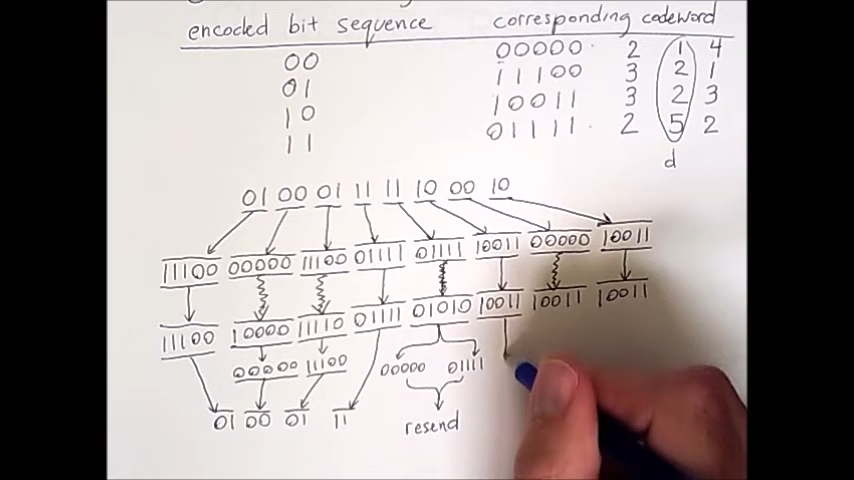 encoded bit sequence corresponding codeword
00 00000 2 1 4
01 11100 3 2 1
10 10011 3 2 3
11 01111 2 5 2
d
01 00 01 11 11 10 00 10
11100 00000 11100 01111 01111 10011 00000 10011
11100 10000 11110 01111 01010 10011 10011 10011
00000 11100 00000 01111
01 00 01 11
resend